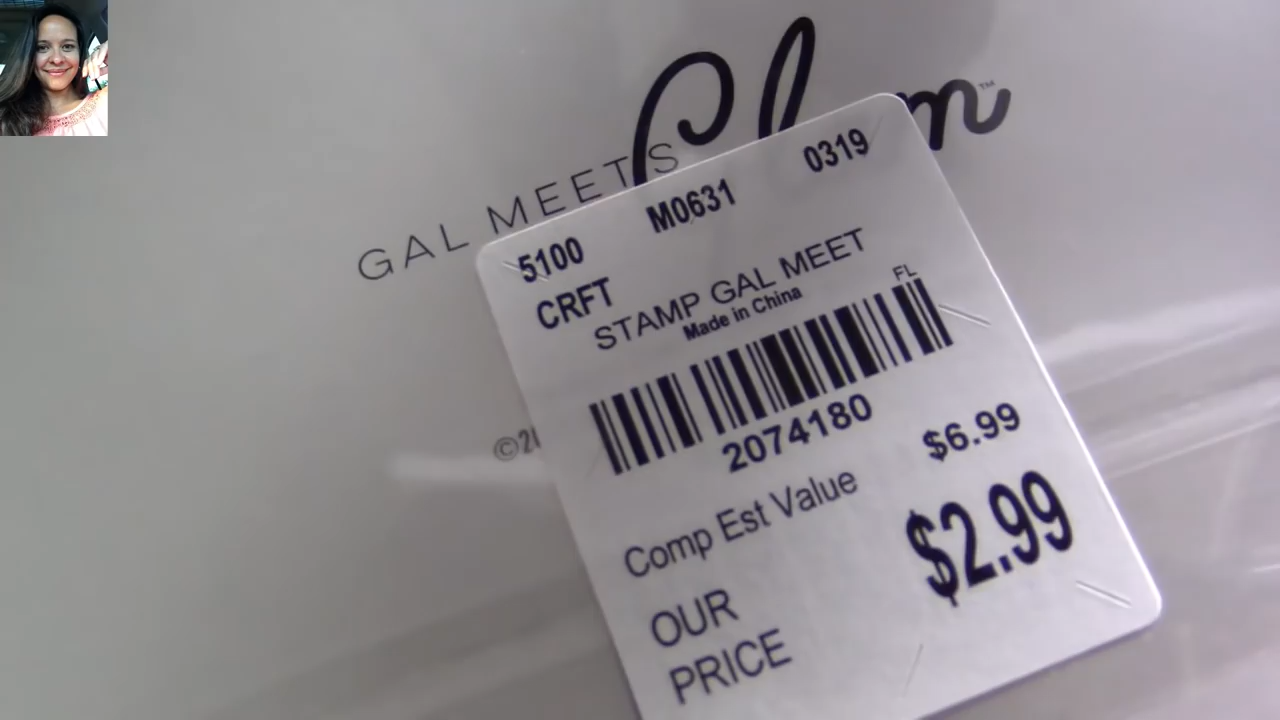 GAL MEETS
™
5100 M0631 0319
CRFT
STAMP GAL MEET
Made in China FL
2074180
Comp Est Value $6.99
OUR PRICE $2.99